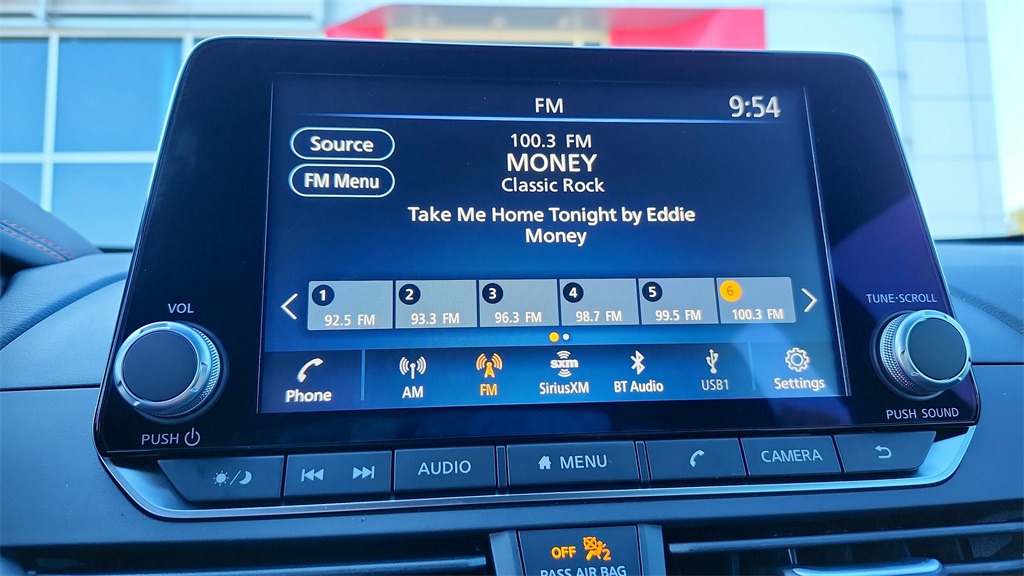 FM
9:54
Source
FM Menu
100.3 FM
MONEY
Classic Rock
Take Me Home Tonight by Eddie
Money
1
92.5 FM
2
93.3 FM
3
96.3 FM
4
98.7 FM
5
99.5 FM
6
100.3 FM
Phone
AM
FM
sxm
SiriusXM
BT Audio
USB1
Settings
VOL
PUSH
TUNE·SCROLL
PUSH SOUND
AUDIO
MENU
CAMERA
OFF
2
PASS AIR BAG